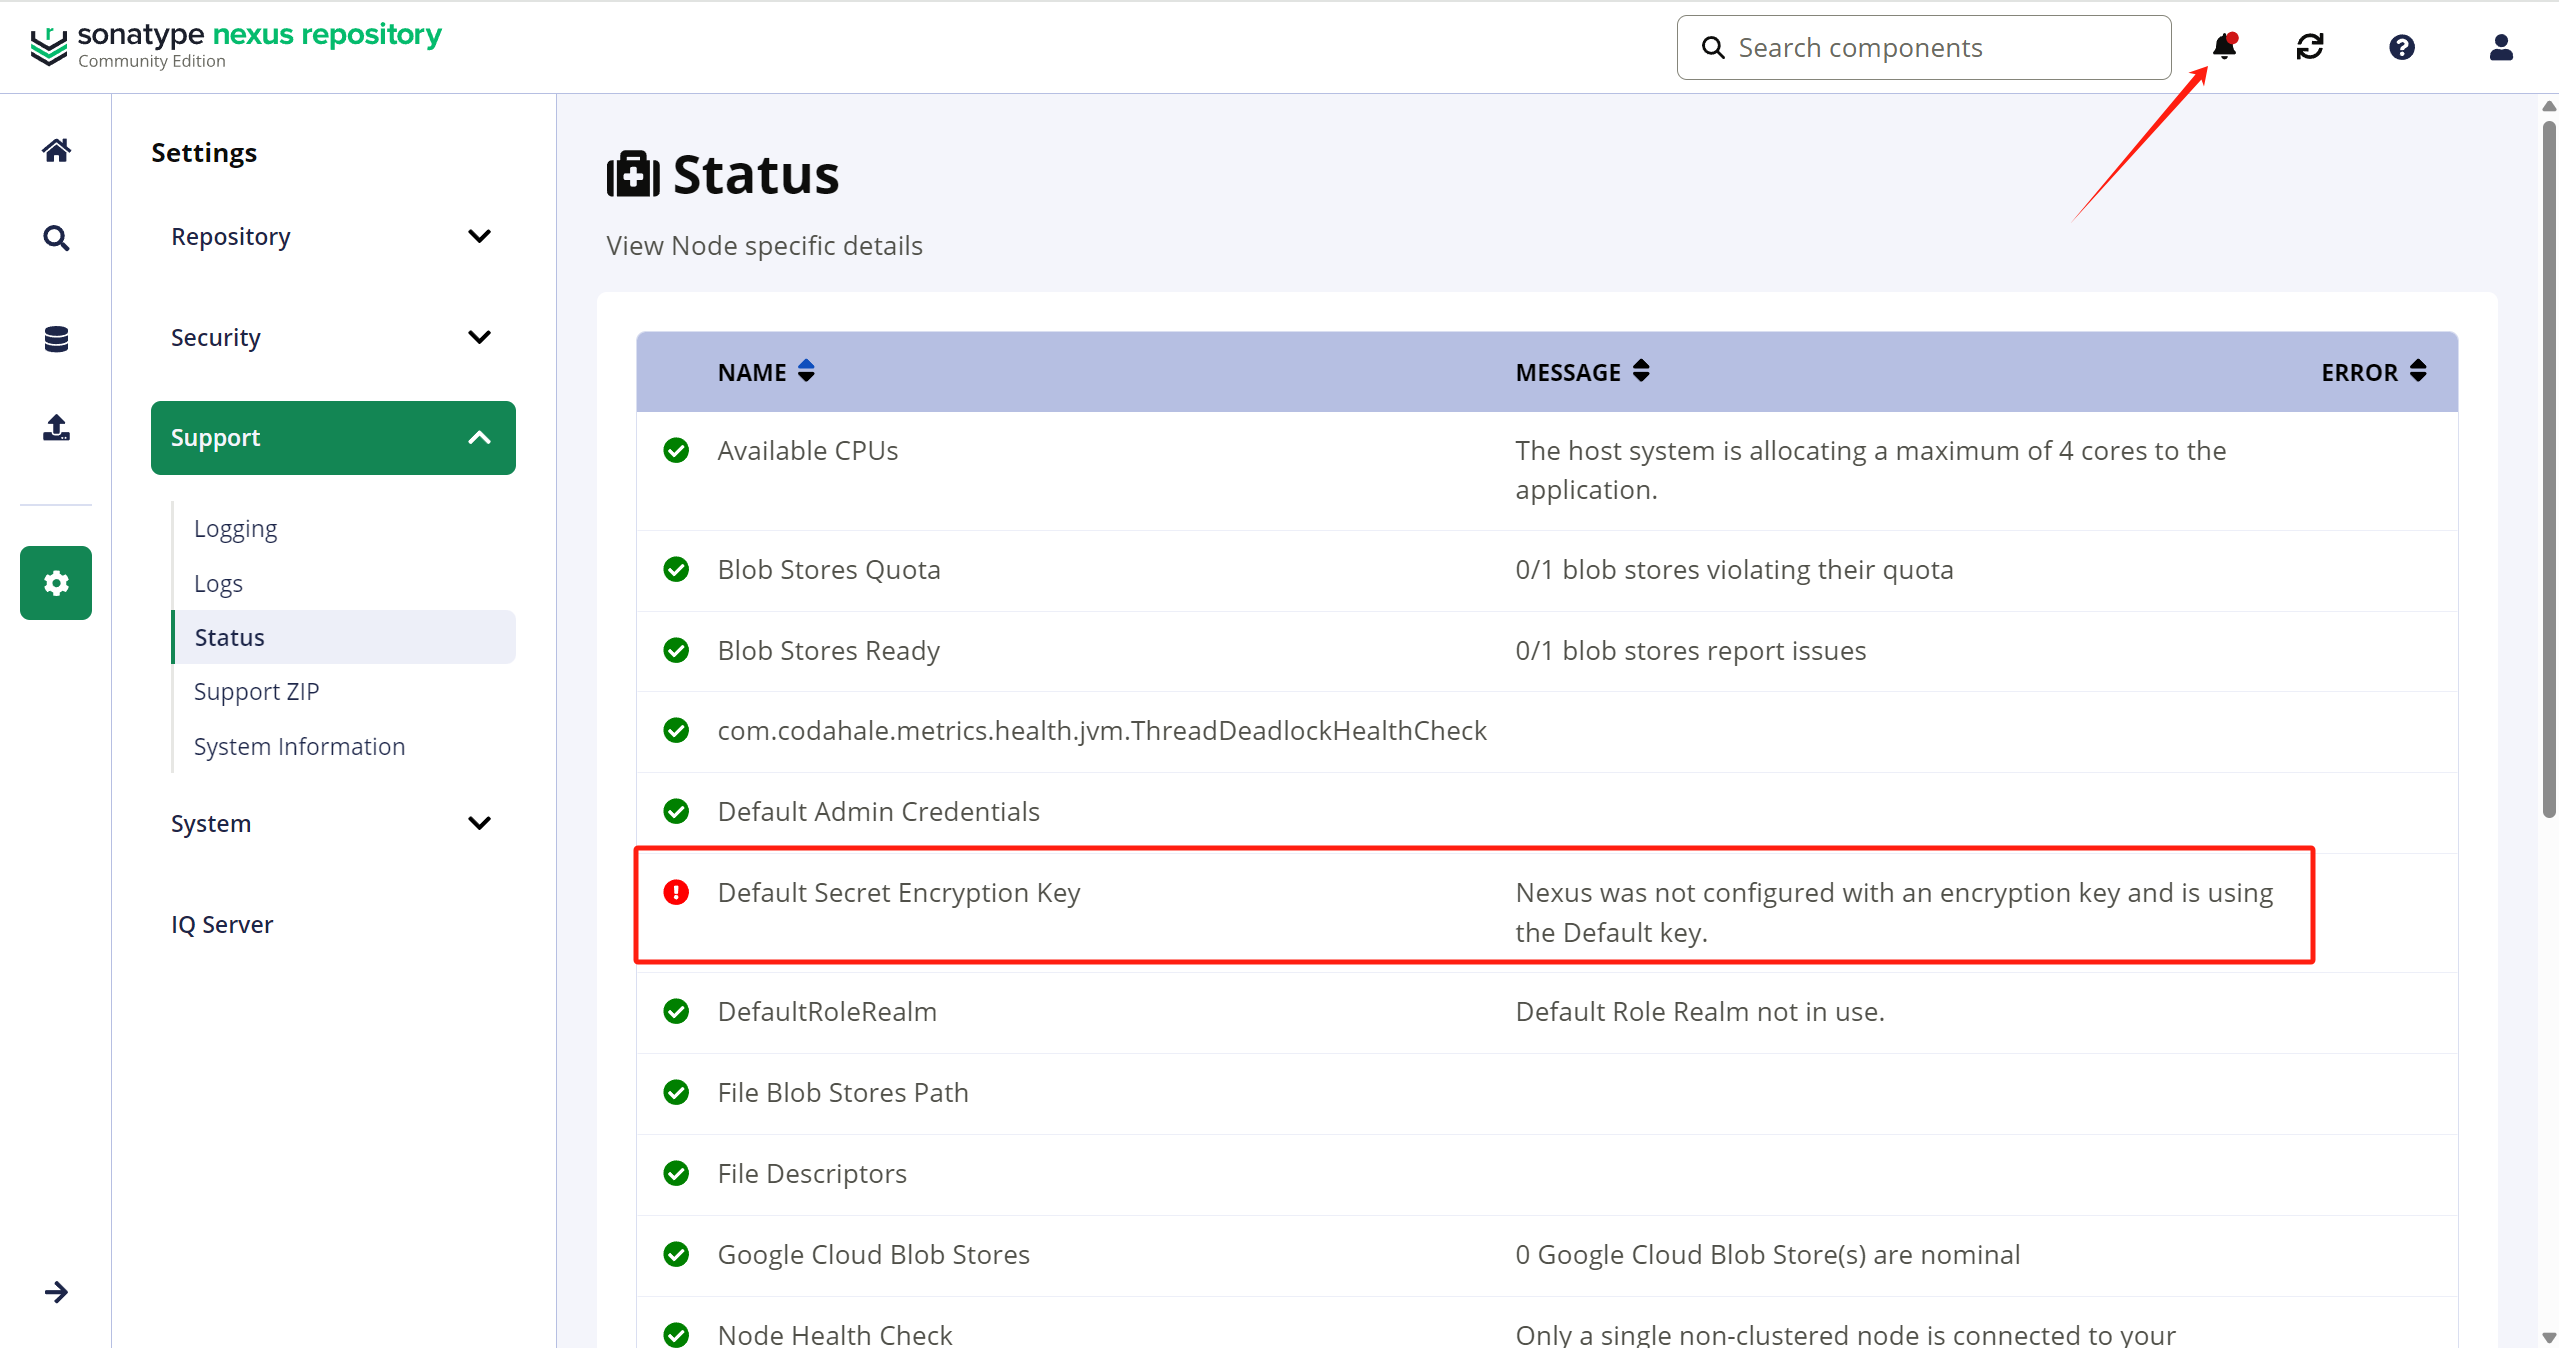 sonatype nexus repository
Community Edition
Search components
Settings
Repository
Security
Support
Logging
Logs
Status
Support ZIP
System Information
System
IQ Server
Status
View Node specific details
NAME MESSAGE ERROR
Available CPUs The host system is allocating a maximum of 4 cores to the
application.
Blob Stores Quota 0/1 blob stores violating their quota
Blob Stores Ready 0/1 blob stores report issues
com.codahale.metrics.health.jvm.ThreadDeadlockHealthCheck
Default Admin Credentials
Default Secret Encryption Key Nexus was not configured with an encryption key and is using
the Default key.
DefaultRoleRealm Default Role Realm not in use.
File Blob Stores Path
File Descriptors
Google Cloud Blob Stores 0 Google Cloud Blob Store(s) are nominal
Node Health Check Only a single non-clustered node is connected to your